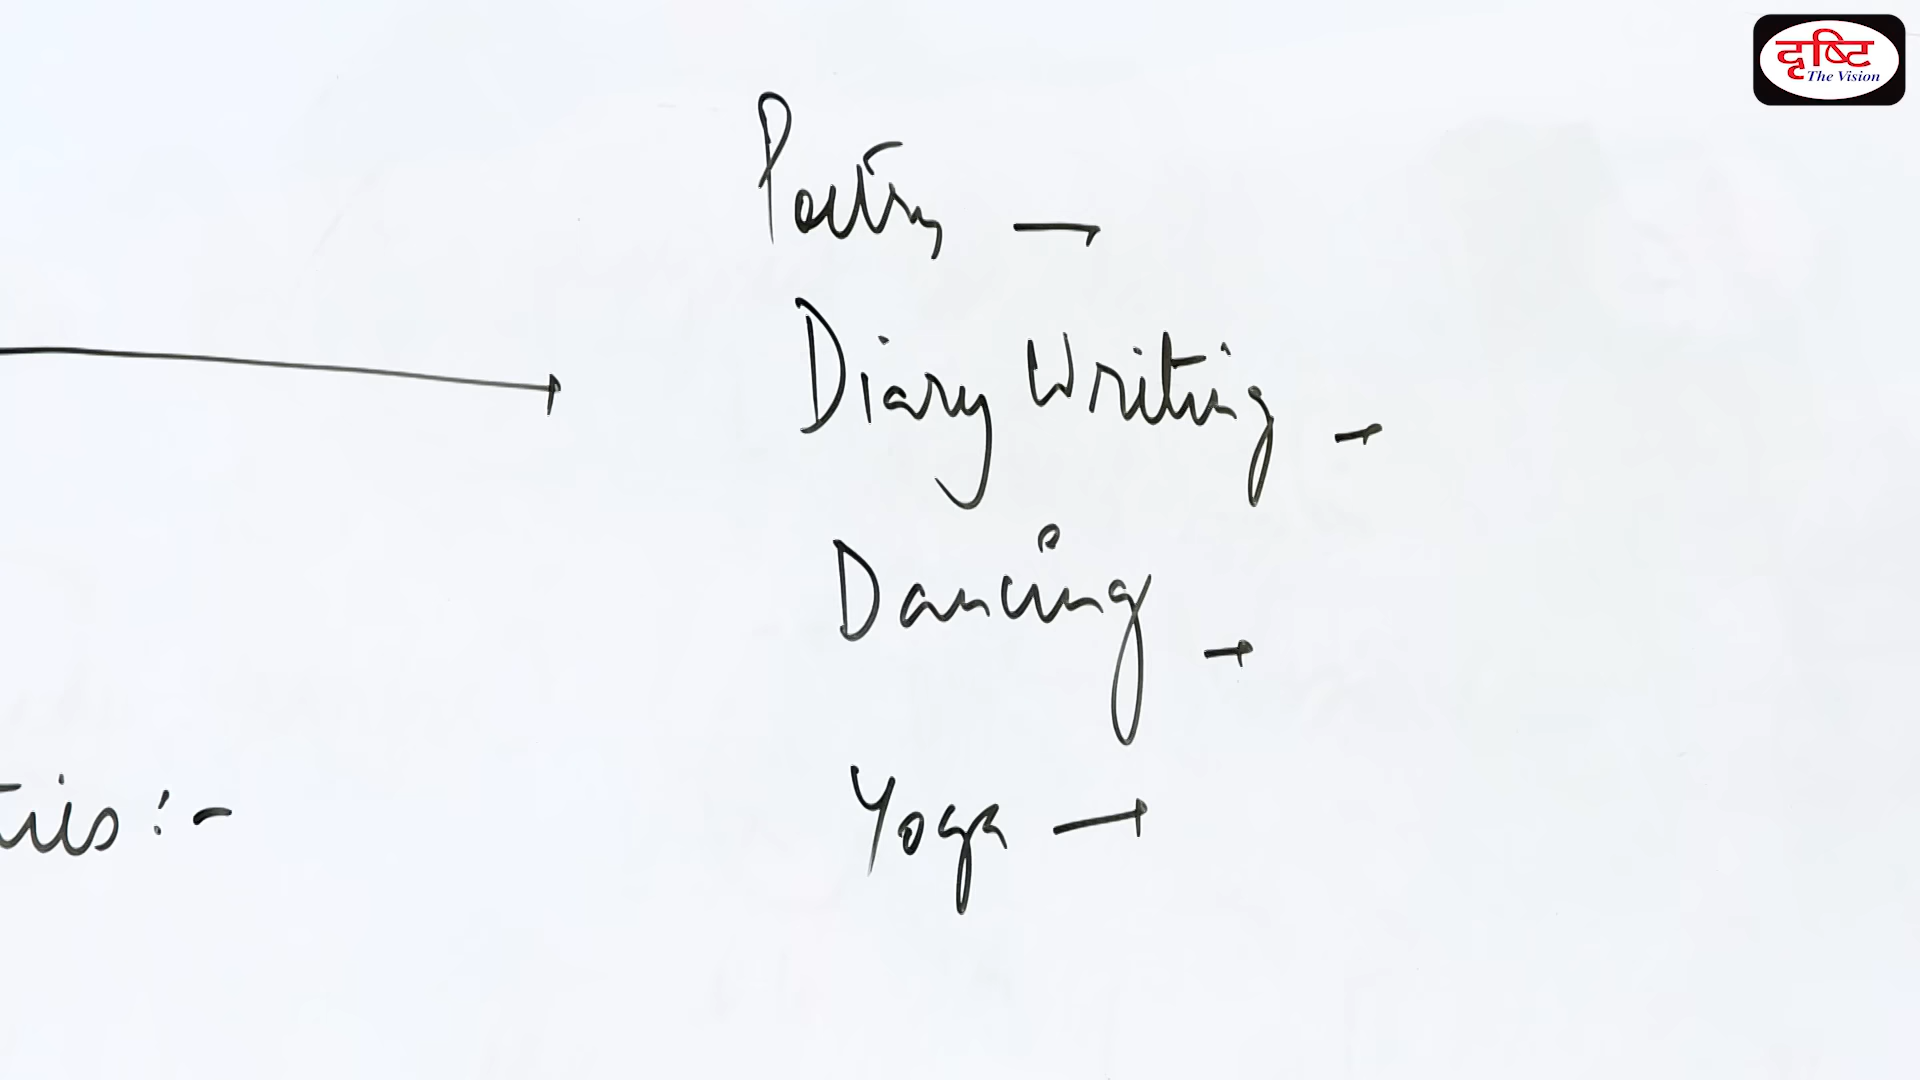 दृष्टि
The Vision
Poetry →
Diary Writing →
Dancing →
Yoga →